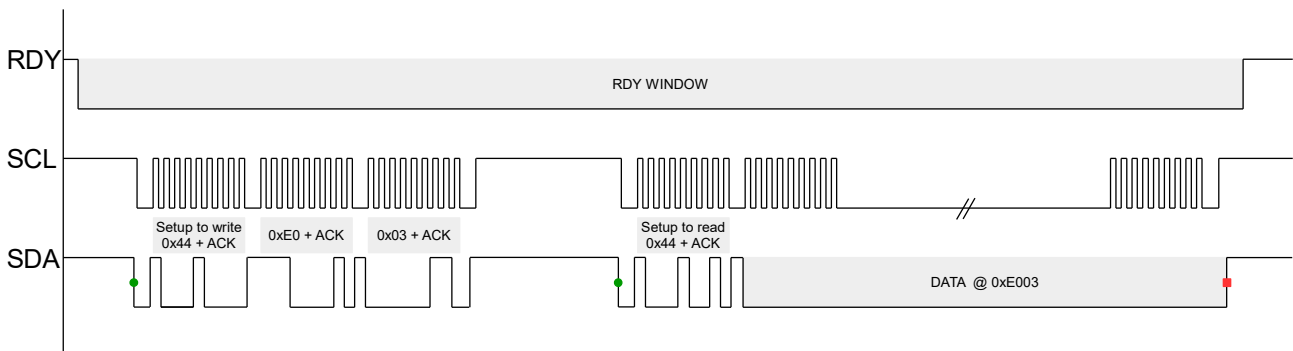 RDY
RDY WINDOW
SCL
Setup to write
0x44 + ACK
0xE0 + ACK
0x03 + ACK
Setup to read
0x44 + ACK
SDA
DATA @ 0xE003